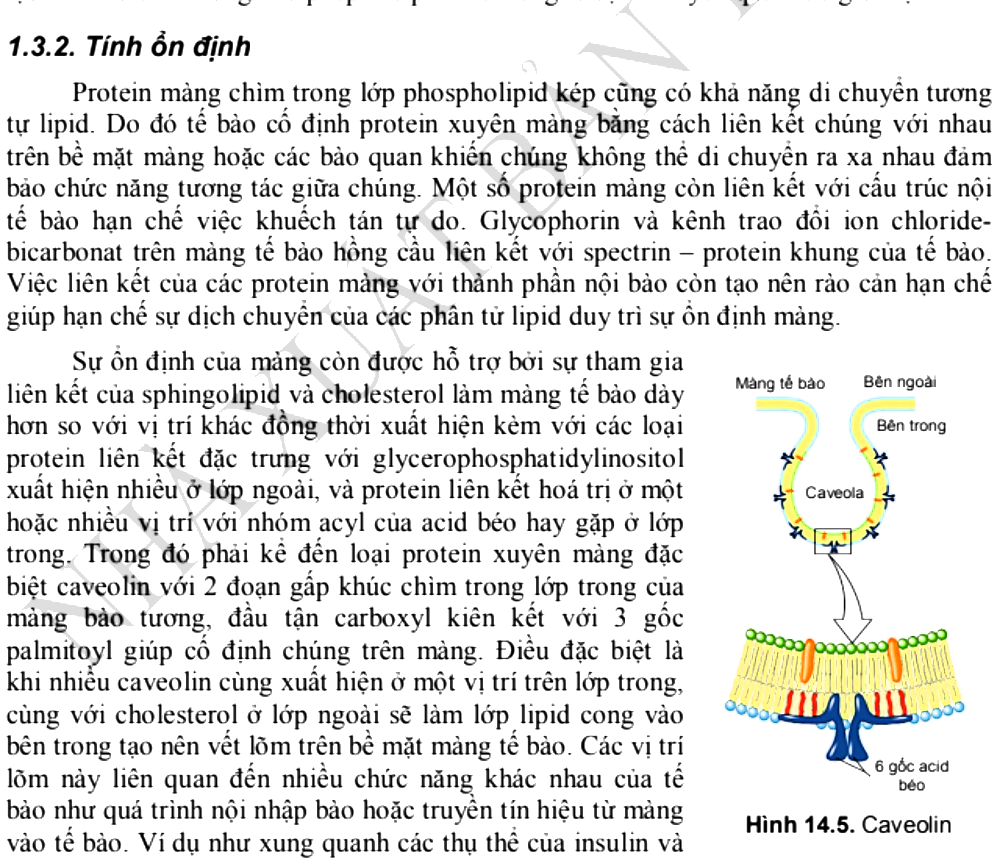 1.3.2. Tính ổn định
Protein màng chìm trong lớp phospholipid kép cũng có khả năng di chuyển tương
tự lipid. Do đó tế bào cố định protein xuyên màng bằng cách liên kết chúng với nhau
trên bề mặt màng hoặc các bào quan khiến chúng không thể di chuyển ra xa nhau đảm
bảo chức năng tương tác giữa chúng. Một số protein màng còn liên kết với cấu trúc nội
tế bào hạn chế việc khuếch tán tự do. Glycophorin và kênh trao đổi ion chloride-
bicarbonat trên màng tế bào hồng cầu liên kết với spectrin – protein khung của tế bào.
Việc liên kết của các protein màng với thành phần nội bào còn tạo nên rào cản hạn chế
giúp hạn chế sự dịch chuyển của các phân tử lipid duy trì sự ổn định màng.
Sự ổn định của màng còn được hỗ trợ bởi sự tham gia
liên kết của sphingolipid và cholesterol làm màng tế bào dày
hơn so với vị trí khác đồng thời xuất hiện kèm với các loại
protein liên kết đặc trưng với glycerophosphatidylinositol
xuất hiện nhiều ở lớp ngoài, và protein liên kết hoá trị ở một
hoặc nhiều vị trí với nhóm acyl của acid béo hay gặp ở lớp
trong. Trong đó phải kể đến loại protein xuyên màng đặc
biệt caveolin với 2 đoạn gấp khúc chìm trong lớp trong của
màng bào tương, đầu tận carboxyl kiên kết với 3 gốc
palmitoyl giúp cố định chúng trên màng. Điều đặc biệt là
khi nhiều caveolin cùng xuất hiện ở một vị trí trên lớp trong,
cùng với cholesterol ở lớp ngoài sẽ làm lớp lipid cong vào
bên trong tạo nên vết lõm trên bề mặt màng tế bào. Các vị trí
lõm này liên quan đến nhiều chức năng khác nhau của tế
bào như quá trình nội nhập bào hoặc truyền tín hiệu từ màng
vào tế bào. Ví dụ như xung quanh các thụ thể của insulin và
Màng tế bào
Bên ngoài
Bên trong
Caveola
6 gốc acid
béo
Hình 14.5. Caveolin
NHÀ XUẤT BẢN